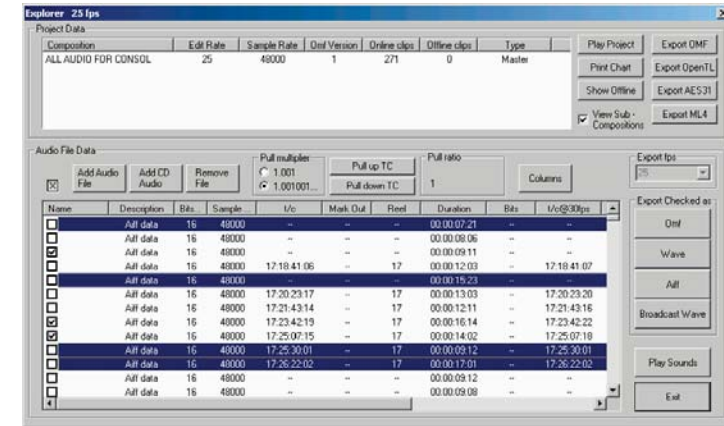 Explorer 25 fps
Project Data
Composition Edit Rate Sample Rate Omf Version Online clips Offline clips Type
ALL AUDIO FOR CONSOL 25 48000 1 271 0 Master
Play Project Export OMF
Print Chart Export OpenTL
Show Offline Export AES31
View Sub - Compositions Export ML4
Audio File Data
Add Audio File Add CD Audio Remove File
Pull multiplier
1.001
1.001001...
Pull up TC
Pull down TC
Pull ratio
1
Columns
Export fps
25
Name Description Bits... Sample... t/c Mark Out Reel Duration Bits t/c@30fps
Aiff data 16 48000 -- -- -- 00:00:07:21 -- --
Aiff data 16 48000 -- -- -- 00:00:08:06 -- --
Aiff data 16 48000 -- -- -- 00:00:09:11 -- --
Aiff data 16 48000 17:18:41:06 -- 17 00:00:12:03 -- 17:18:41:07
Aiff data 16 48000 -- -- -- 00:00:15:23 -- --
Aiff data 16 48000 17:20:23:17 -- 17 00:00:13:03 -- 17:20:23:20
Aiff data 16 48000 17:21:43:14 -- 17 00:00:12:11 -- 17:21:43:16
Aiff data 16 48000 17:23:42:19 -- 17 00:00:16:14 -- 17:23:42:22
Aiff data 16 48000 17:25:07:15 -- 17 00:00:14:02 -- 17:25:07:18
Aiff data 16 48000 17:25:30:01 -- 17 00:00:09:12 -- 17:25:30:01
Aiff data 16 48000 17:26:22:02 -- 17 00:00:17:01 -- 17:26:22:02
Aiff data 16 48000 -- -- -- 00:00:09:12 -- --
Aiff data 16 48000 -- -- -- 00:00:09:08 -- --
Export Checked as:
Omf
Wave
Aiff
Broadcast Wave
Play Sounds
Exit